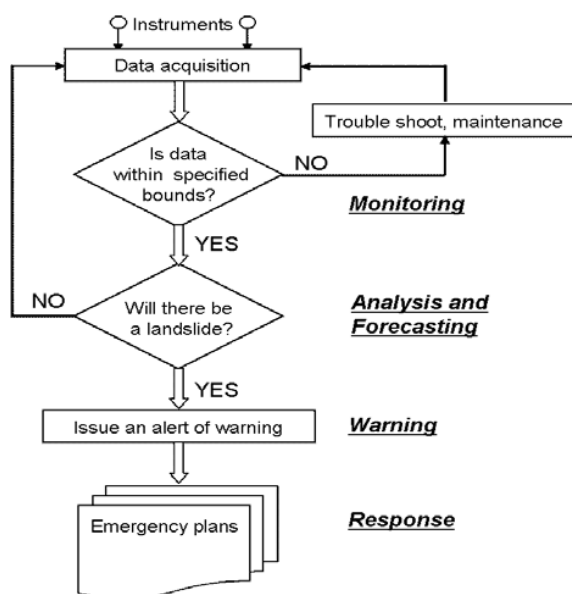 Instruments
Data acquisition
Trouble shoot, maintenance
Is data
within specified
bounds?
NO
Monitoring
YES
NO
Will there be
a landslide?
Analysis and
Forecasting
YES
Issue an alert of warning
Warning
Emergency plans
Response